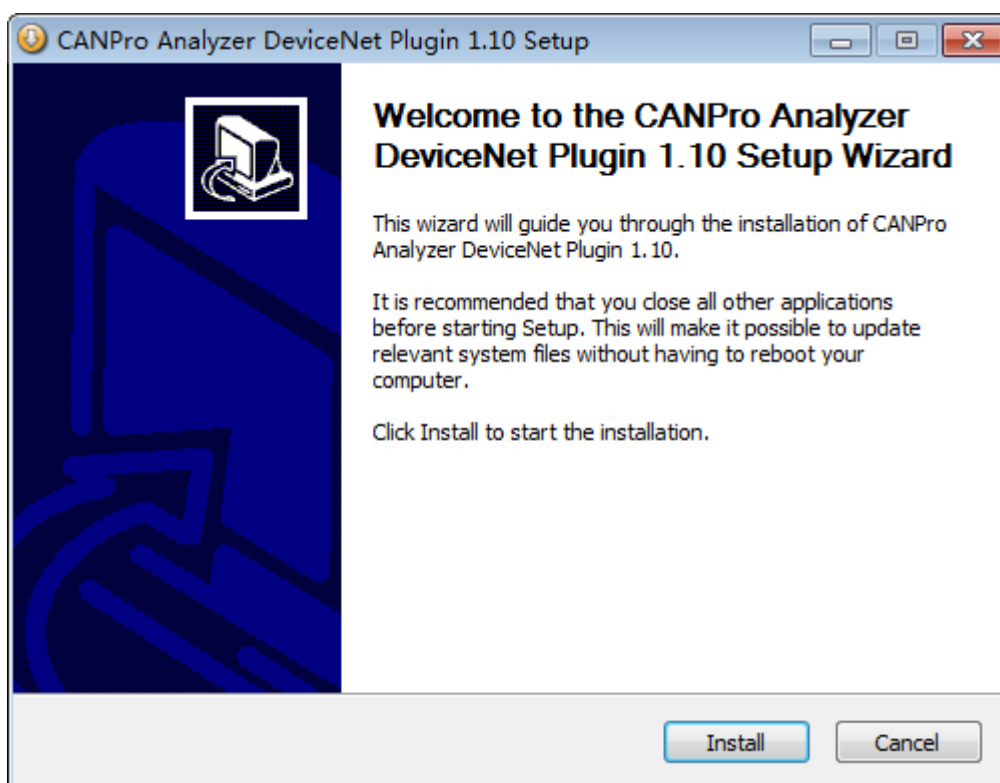 CANPro Analyzer DeviceNet Plugin 1.10 Setup
Welcome to the CANPro Analyzer
DeviceNet Plugin 1.10 Setup Wizard
This wizard will guide you through the installation of CANPro
Analyzer DeviceNet Plugin 1.10.
It is recommended that you close all other applications
before starting Setup. This will make it possible to update
relevant system files without having to reboot your
computer.
Click Install to start the installation.
Install
Cancel